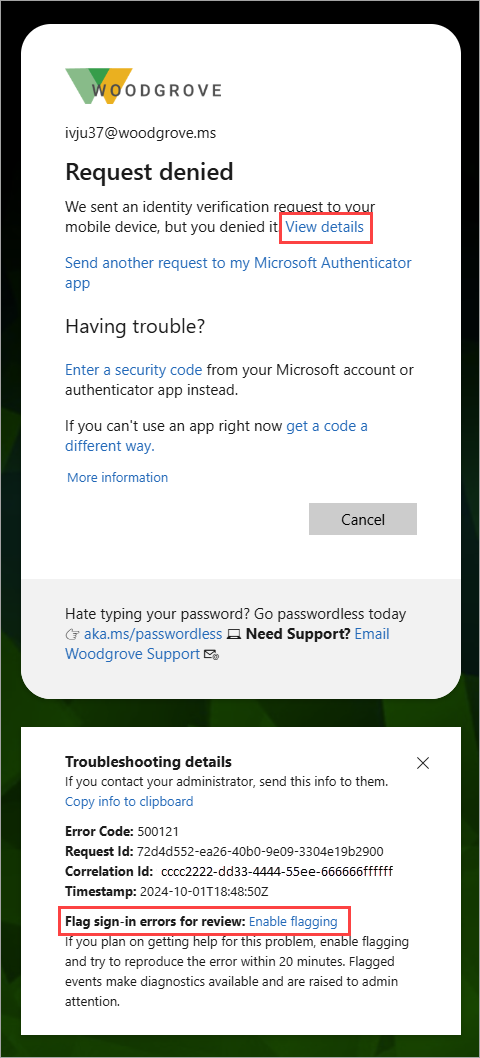 WOODGROVE
ivju37@woodgrove.ms
Request denied
We sent an identity verification request to your
mobile device, but you denied it. View details
Send another request to my Microsoft Authenticator
app
Having trouble?
Enter a security code from your Microsoft account or
authenticator app instead.
If you can't use an app right now get a code a
different way.
More information
Cancel
Hate typing your password? Go passwordless today
👉 aka.ms/passwordless 💻 Need Support? Email
Woodgrove Support 📧
Troubleshooting details
If you contact your administrator, send this info to them.
Copy info to clipboard
Error Code: 500121
Request Id: 72d4d552-ea26-40b0-9e09-3304e19b2900
Correlation Id: cccc2222-dd33-4444-55ee-666666ffffff
Timestamp: 2024-10-01T18:48:50Z
Flag sign-in errors for review: Enable flagging
If you plan on getting help for this problem, enable flagging
and try to reproduce the error within 20 minutes. Flagged
events make diagnostics available and are raised to admin
attention.